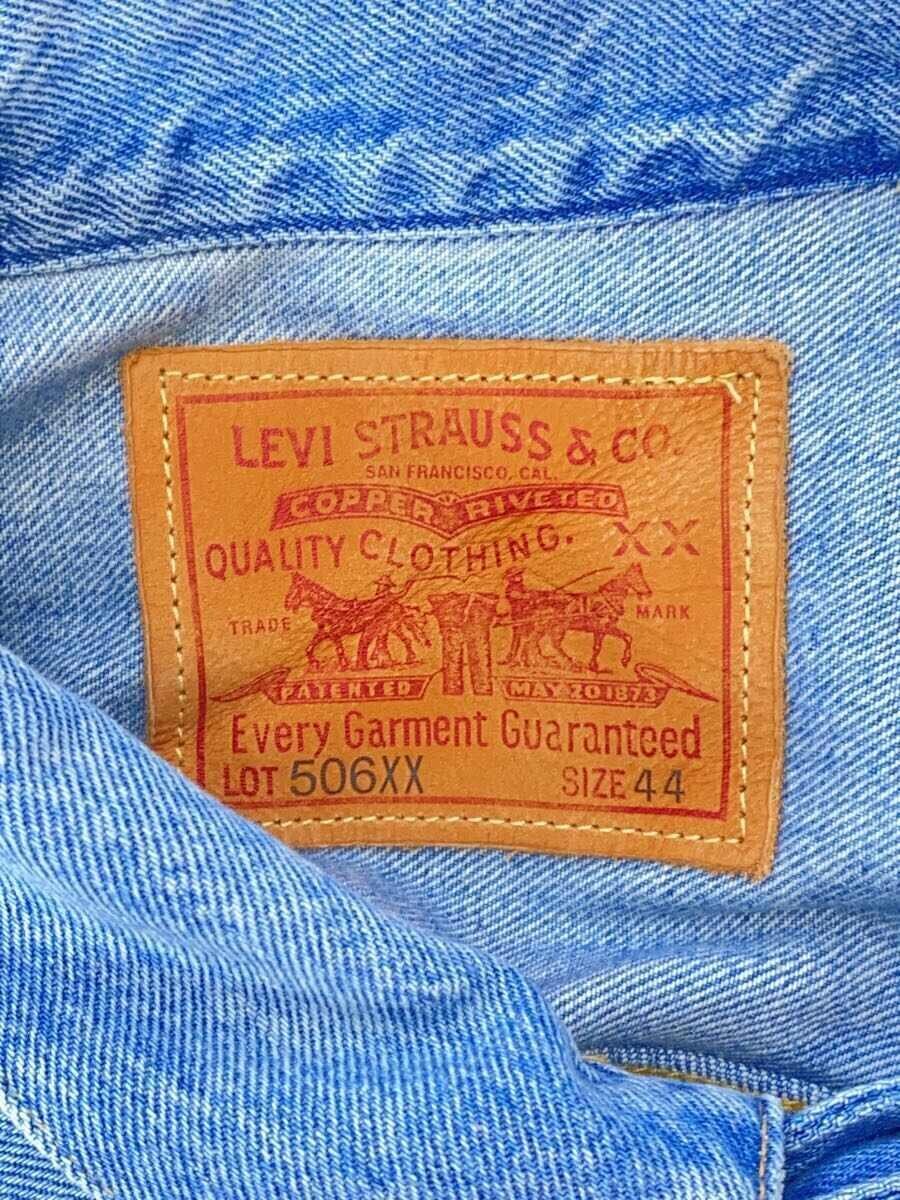 LEVI STRAUSS & CO.
SAN FRANCISCO, CAL.
COPPER RIVETED
QUALITY CLOTHING. XX
TRADE MARK
PATENTED MAY 20 1873
Every Garment Guaranteed
LOT 506XX SIZE 44